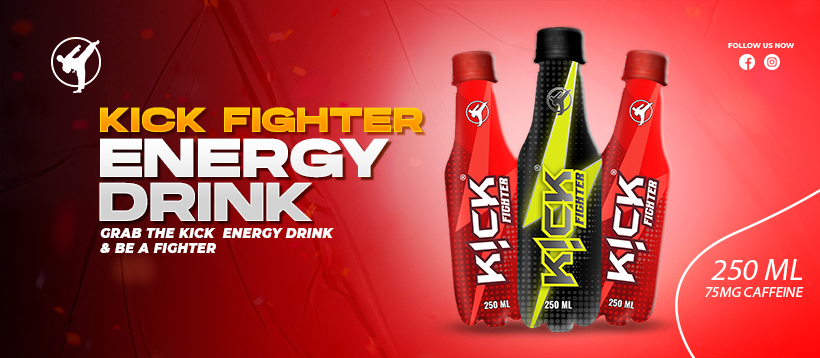 KICK FIGHTER
ENERGY
DRINK
GRAB THE KICK ENERGY DRINK
& BE A FIGHTER
KICK
FIGHTER
®
250 ML
KICK
FIGHTER
®
250 ML
KICK
FIGHTER
®
250 ML
FOLLOW US NOW
250 ML
75MG CAFFEINE